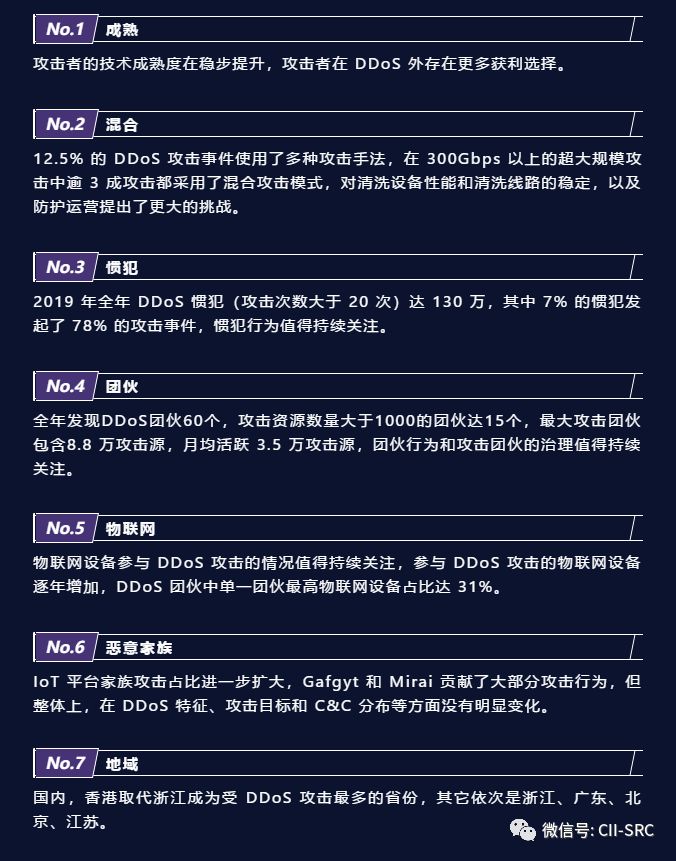 No.1 成熟
攻击者的技术成熟度在稳步提升，攻击者在 DDoS 外存在更多获利选择。
No.2 混合
12.5% 的 DDoS 攻击事件使用了多种攻击手法，在 300Gbps 以上的超大规模攻
击中逾 3 成攻击都采用了混合攻击模式，对清洗设备性能和清洗线路的稳定，以及
防护运营提出了更大的挑战。
No.3 惯犯
2019 年全年 DDoS 惯犯（攻击次数大于 20 次）达 130 万，其中 7% 的惯犯发
起了 78% 的攻击事件，惯犯行为值得持续关注。
No.4 团伙
全年发现DDoS团伙60个，攻击资源数量大于1000的团伙达15个，最大攻击团伙
包含8.8 万攻击源，月均活跃 3.5 万攻击源，团伙行为和攻击团伙的治理值得持续
关注。
No.5 物联网
物联网设备参与 DDoS 攻击的情况值得持续关注，参与 DDoS 攻击的物联网设备
逐年增加，DDoS 团伙中单一团伙最高物联网设备占比达 31%。
No.6 恶意家族
IoT 平台家族攻击占比进一步扩大，Gafgyt 和 Mirai 贡献了大部分攻击行为，但
整体上，在 DDoS 特征、攻击目标和 C&C 分布等方面没有明显变化。
No.7 地域
国内，香港取代浙江成为受 DDoS 攻击最多的省份，其它依次是浙江、广东、北
京、江苏。
微信号: CII-SRC